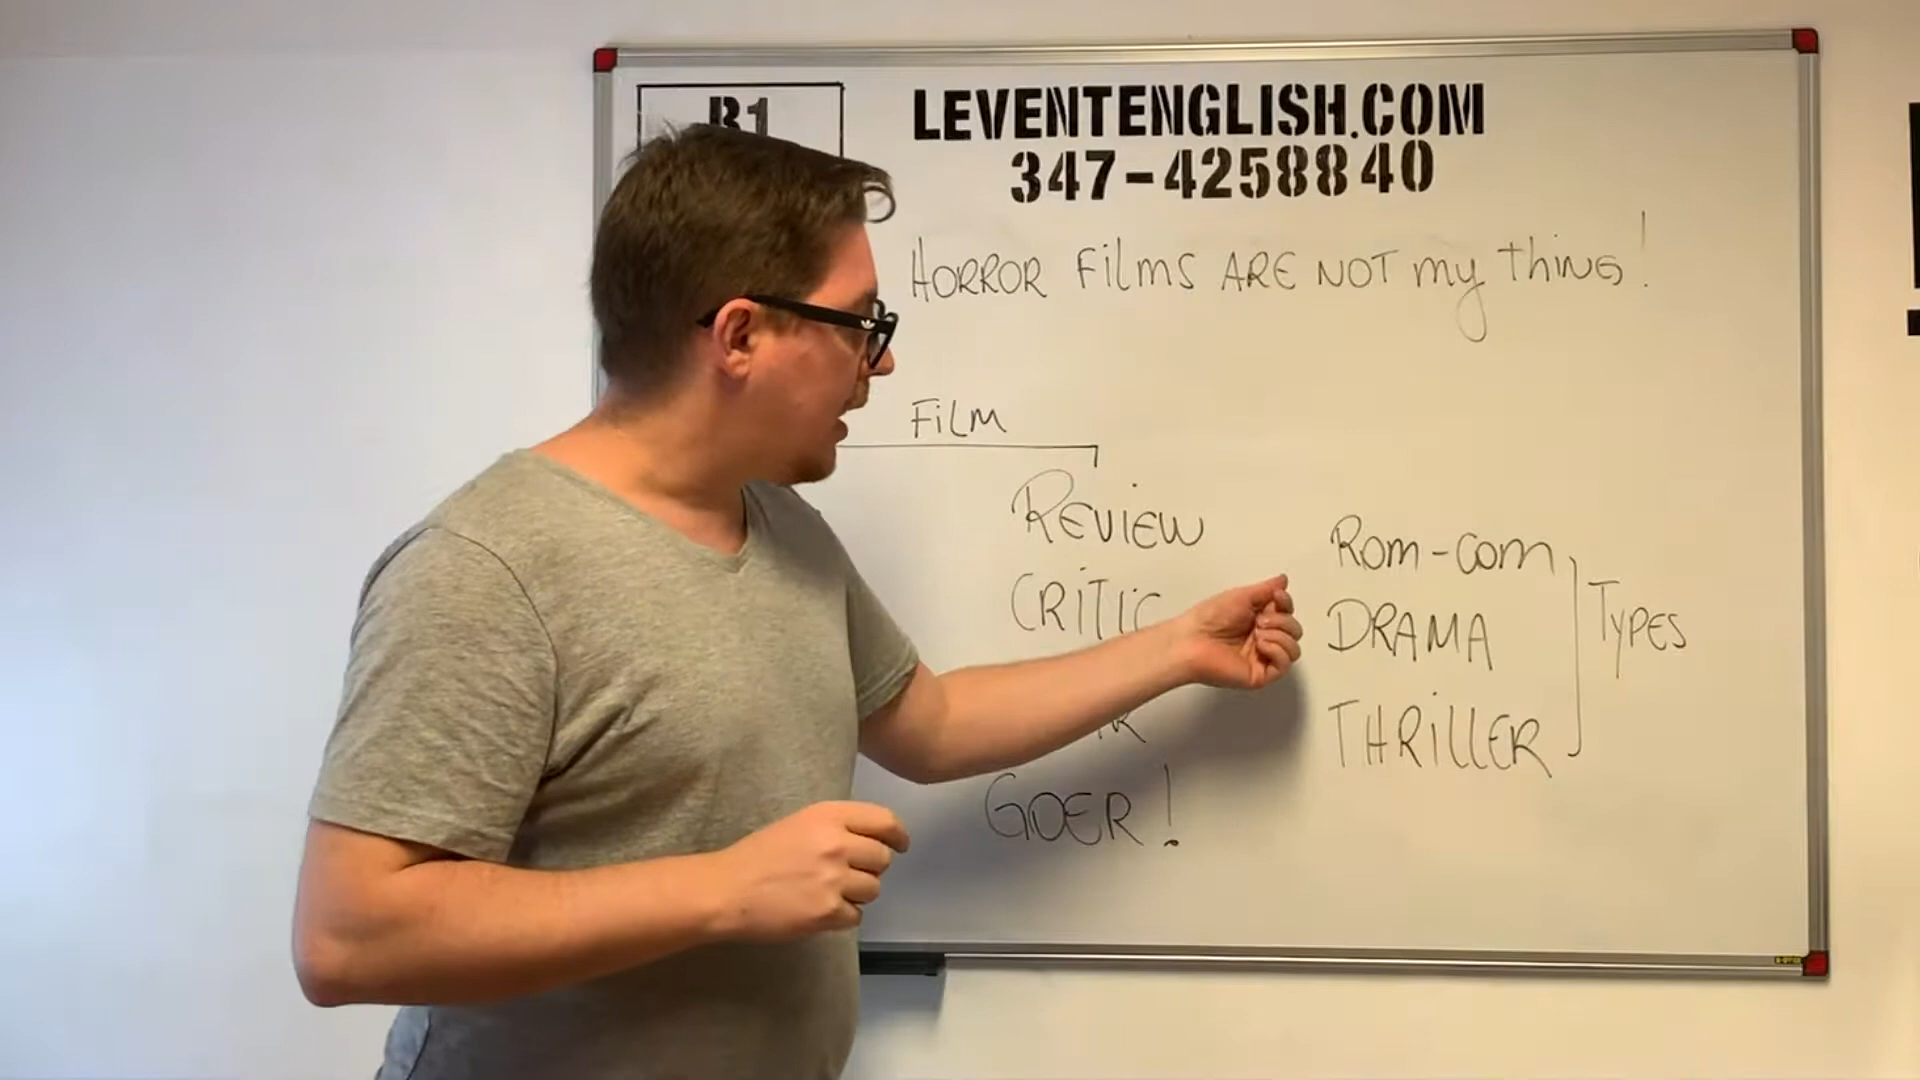 B1
LEVENTENGLISH.COM
347-4258840
HORROR FiLmS ARE NOT my thiNG!
FiLM
REViEW
CRiTiC
GOER!
Rom-com
DRAMA
THRiLLER
TYPES